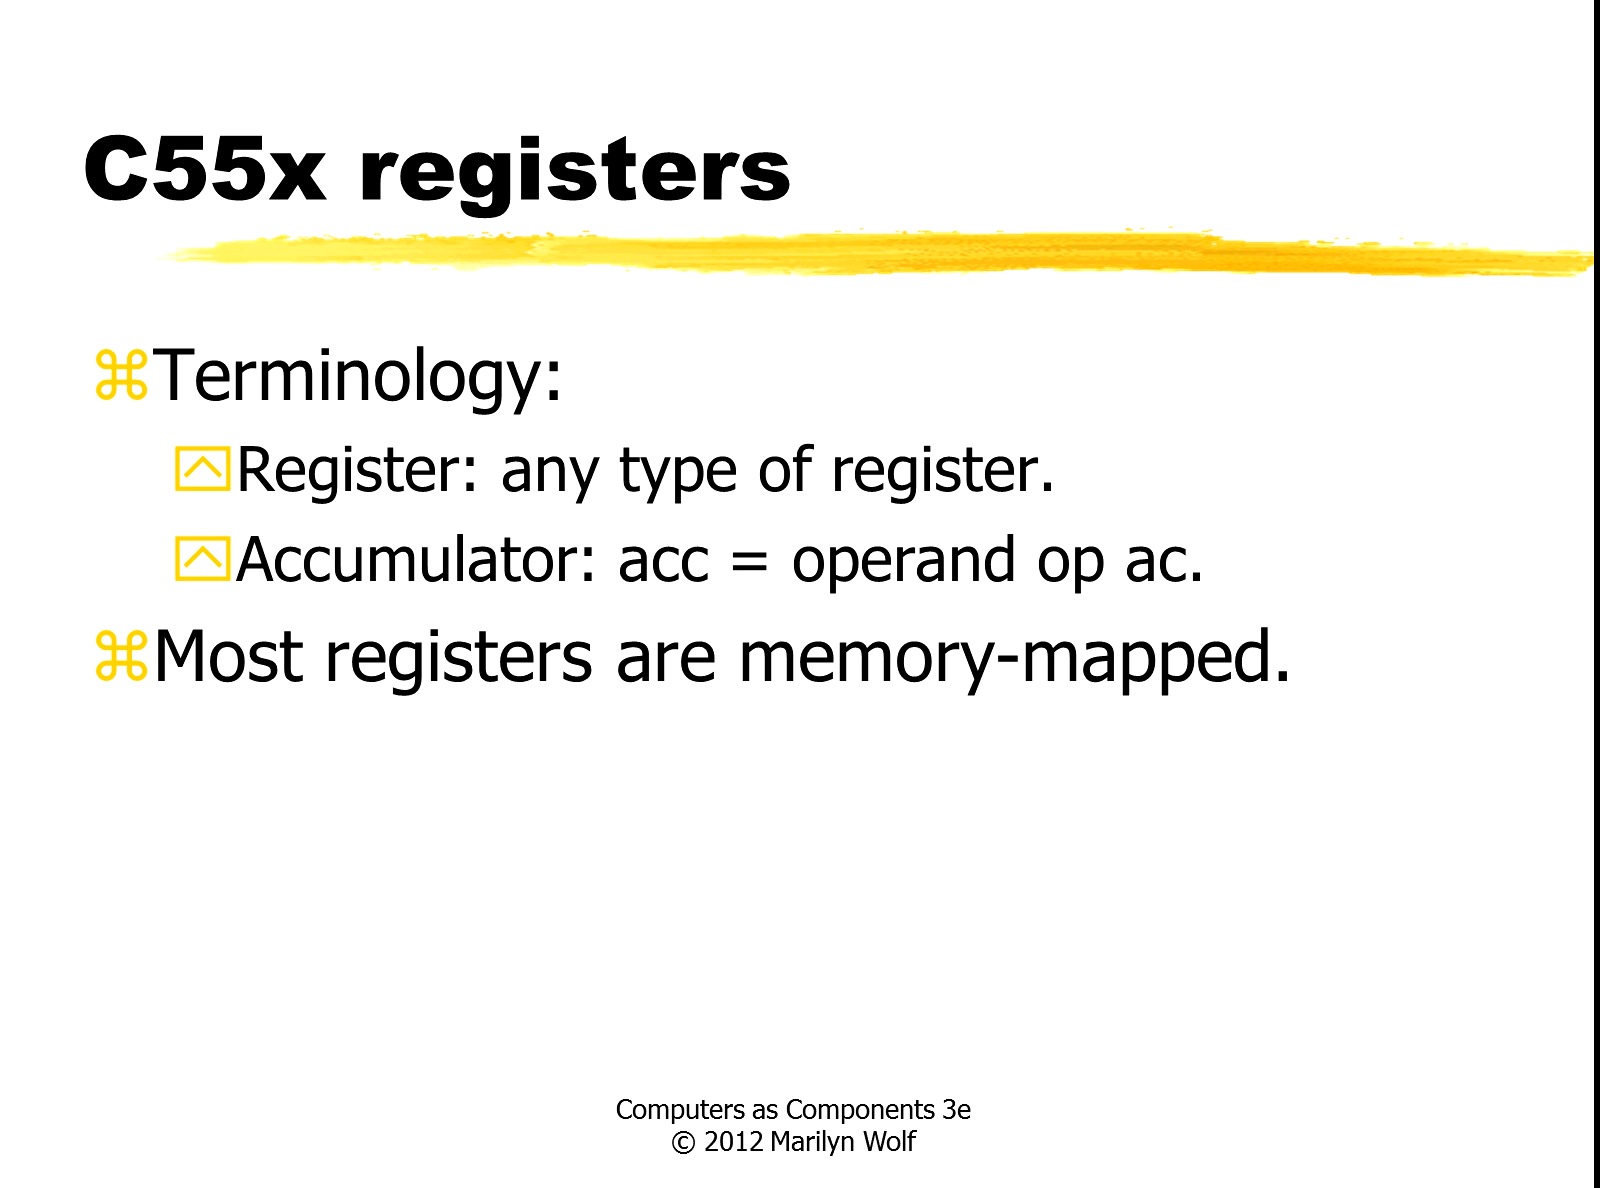 C55x registers
Terminology:
Register: any type of register.
Accumulator: acc = operand op ac.
Most registers are memory-mapped.
Computers as Components 3e
© 2012 Marilyn Wolf